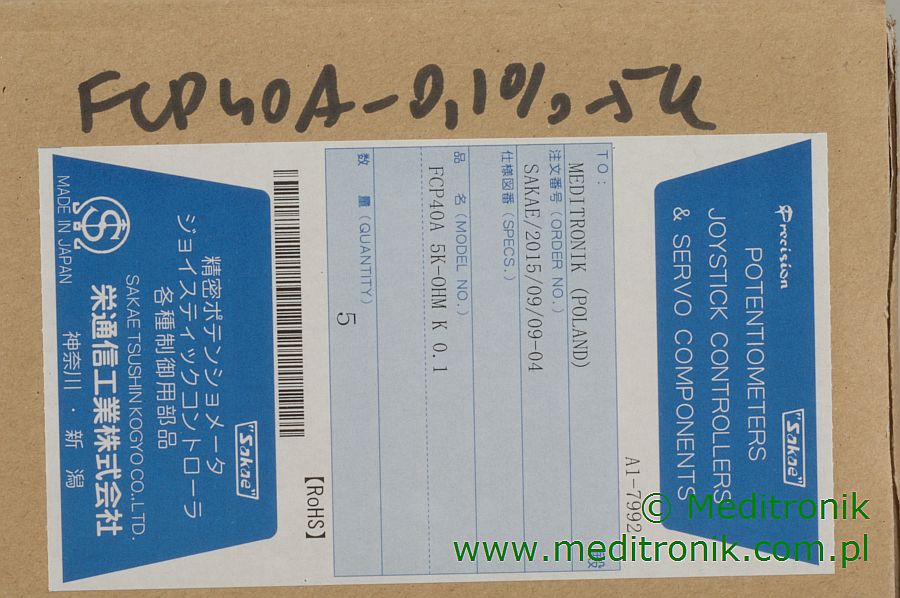 FCP40A-0,1%, 5K
Precision
POTENTIOMETERS
JOYSTICK CONTROLLERS
& SERVO COMPONENTS
"Sakae"
A1-7992
TO:
MEDITRONIK (POLAND)
殿
注文番号 (ORDER NO.)
SAKAE/2015/09/09-04
仕様図番 (SPECS.)
品 名 (MODEL NO.)
FCP40A 5K-OHM K 0.1
数 量 (QUANTITY)
5
【RoHS】
"Sakae"
精密ポテンショメータ
ジョイスティックコントローラ
各種制御用部品
SAKAE TSUSHIN KOGYO CO., LTD.
栄通信工業株式会社
神奈川・新潟
MADE IN JAPAN
© Meditronik
www.meditronik.com.pl